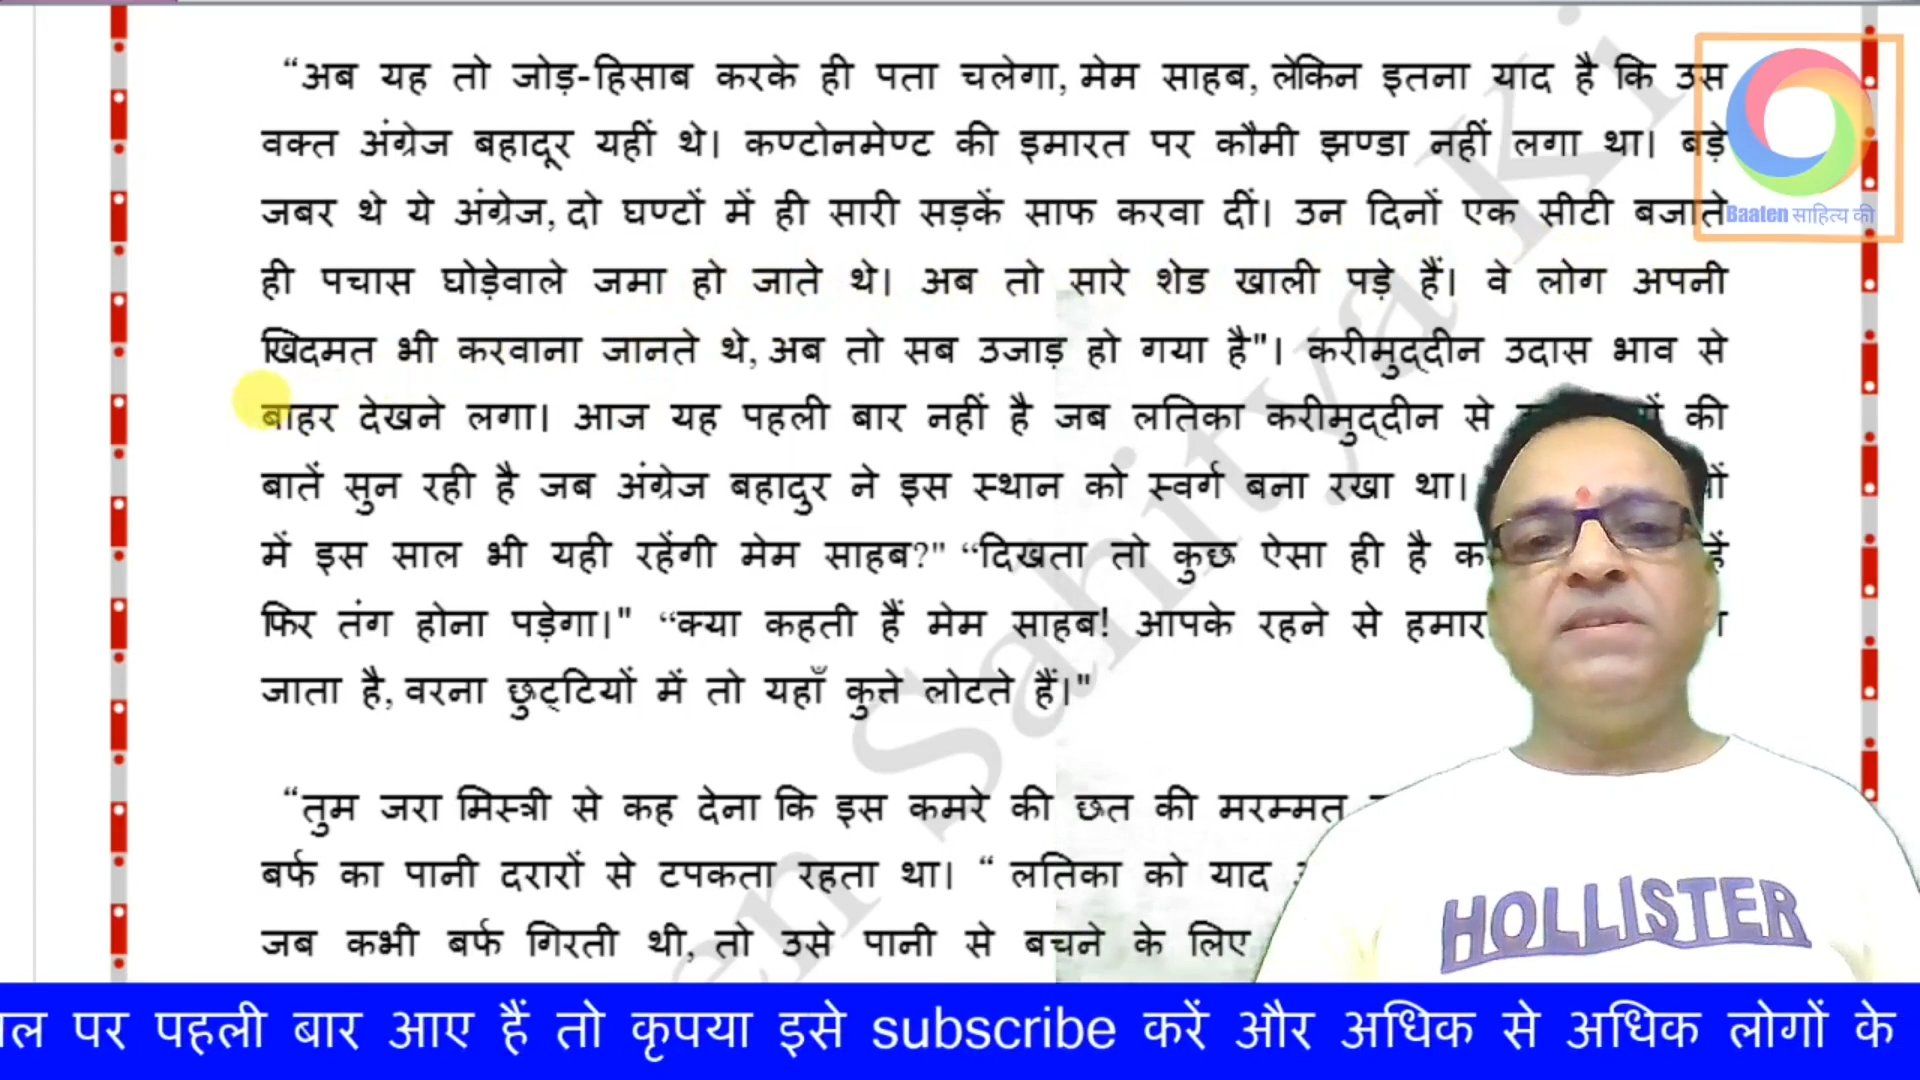 “अब यह तो जोड़-हिसाब करके ही पता चलेगा, मेम साहब, लेकिन इतना याद है कि उस
वक्त अंग्रेज बहादूर यहीं थे। कण्टोनमेण्ट की इमारत पर कौमी झण्डा नहीं लगा था। बड़े
जबर थे ये अंग्रेज, दो घण्टों में ही सारी सड़कें साफ करवा दीं। उन दिनों एक सीटी बजाते
ही पचास घोड़ेवाले जमा हो जाते थे। अब तो सारे शेड खाली पड़े हैं। वे लोग अपनी
खिदमत भी करवाना जानते थे, अब तो सब उजाड़ हो गया है"। करीमुद्दीन उदास भाव से
बाहर देखने लगा। आज यह पहली बार नहीं है जब लतिका करीमुद्दीन से की
बातें सुन रही है जब अंग्रेज बहादुर ने इस स्थान को स्वर्ग बना रखा था।
में इस साल भी यही रहेंगी मेम साहब?" “दिखता तो कुछ ऐसा ही है
फिर तंग होना पड़ेगा।" “क्या कहती हैं मेम साहब! आपके रहने से
जाता है, वरना छुट्टियों में तो यहाँ कुत्ते लोटते हैं।"
“तुम जरा मिस्त्री से कह देना कि इस कमरे की छत की मरम्मत
बर्फ का पानी दरारों से टपकता रहता था। “ लतिका को याद
जब कभी बर्फ गिरती थी, तो उसे पानी से बचने के लिए
Baaten साहित्य की
en Sahitya Ki
HOLLISTER
पर पहली बार आए हैं तो कृपया इसे subscribe करें और अधिक से अधिक लोगों के